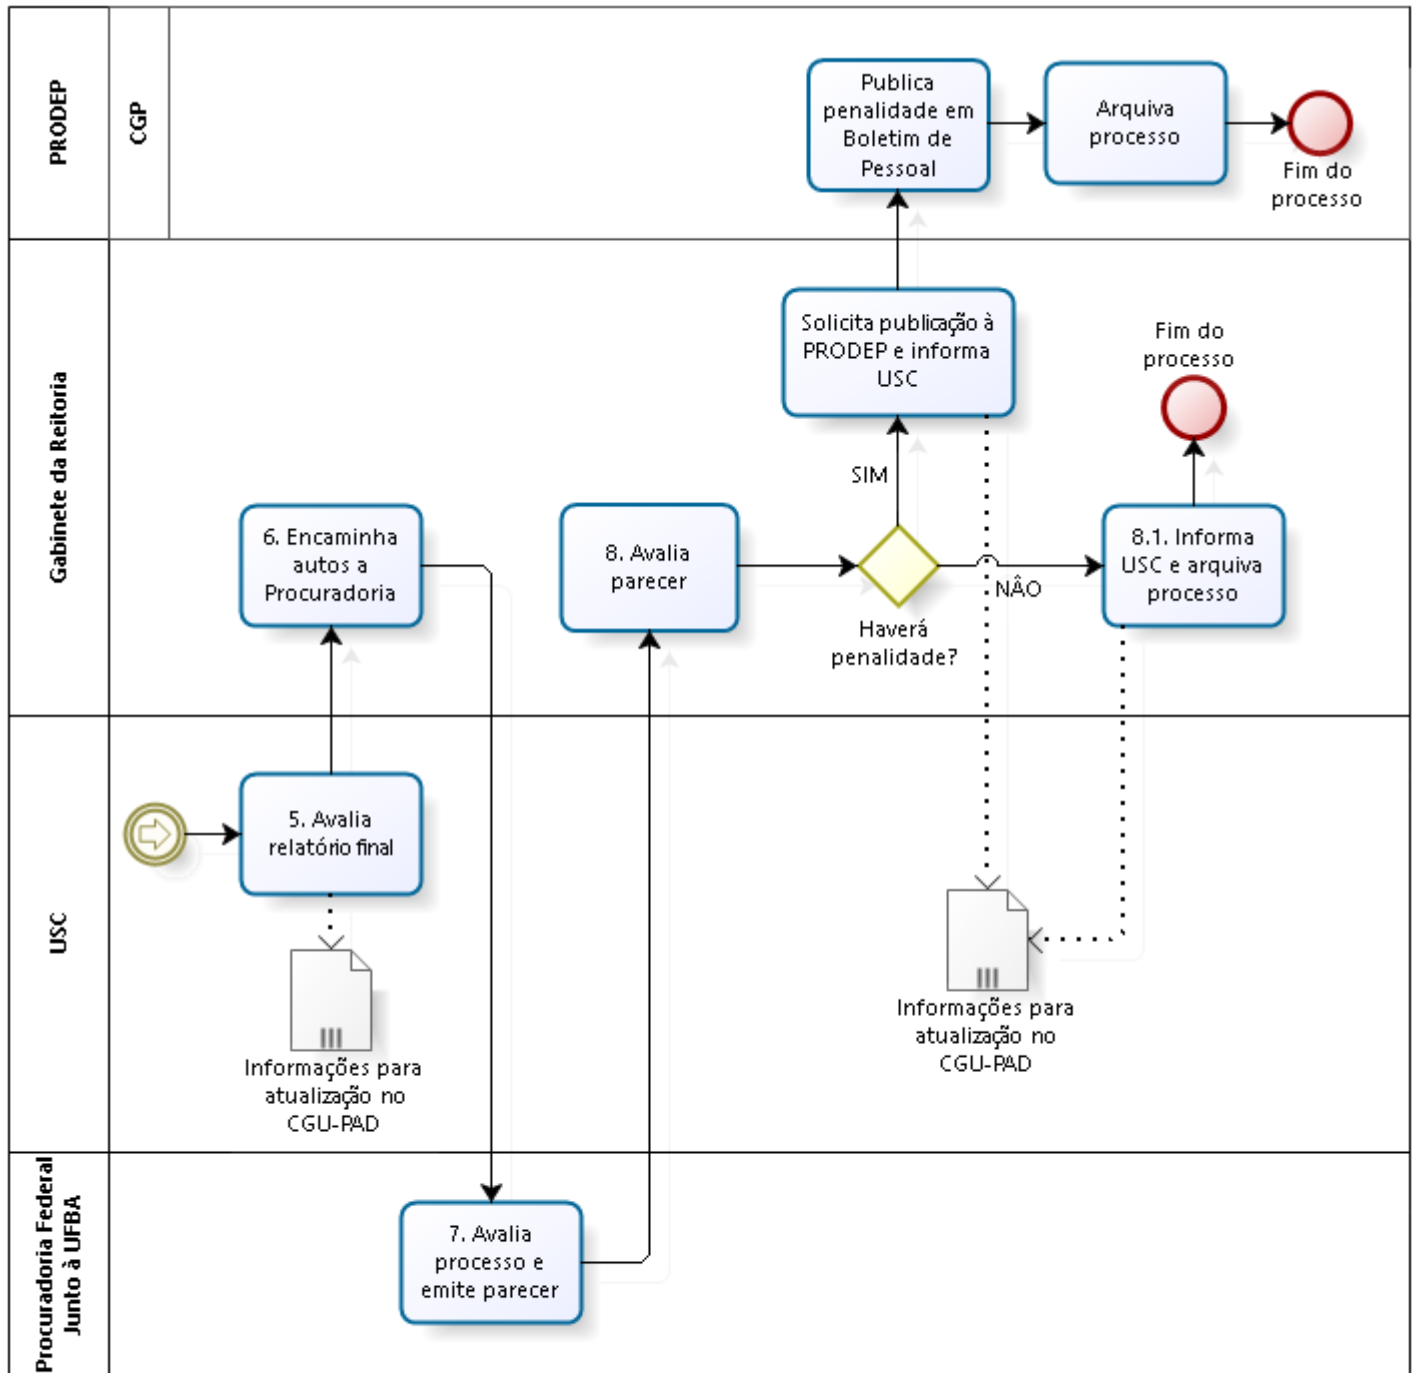 PRODEP
CGP
Publica
penalidade em
Boletim de
Pessoal
Arquiva
processo
Fim do
processo
Gabinete da Reitoria
Solicita publicação à
PRODEP e informa
USC
Fim do
processo
SIM
6. Encaminha
autos a
Procuradoria
8. Avalia
parecer
Haverá
penalidade?
NÂO
8.1. Informa
USC e arquiva
processo
USC
5. Avalia
relatório final
Informações para
atualização no
CGU-PAD
Informações para
atualização no
CGU-PAD
Procuradoria Federal
Junto à UFBA
7. Avalia
processo e
emite parecer